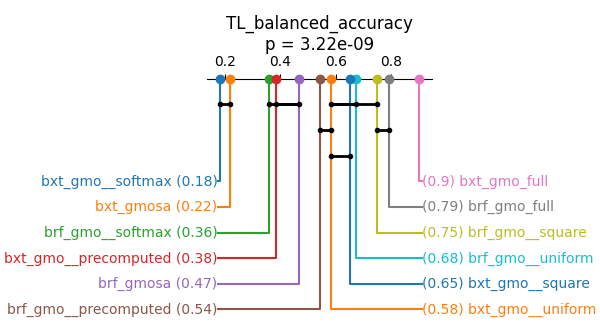 TL_balanced_accuracy
p = 3.22e-09
0.2 0.4 0.6 0.8
bxt_gmo__softmax (0.18) (0.9) bxt_gmo_full
bxt_gmosa (0.22) (0.79) brf_gmo_full
brf_gmo__softmax (0.36) (0.75) brf_gmo__square
bxt_gmo__precomputed (0.38) (0.68) brf_gmo__uniform
brf_gmosa (0.47) (0.65) bxt_gmo__square
brf_gmo__precomputed (0.54) (0.58) bxt_gmo__uniform